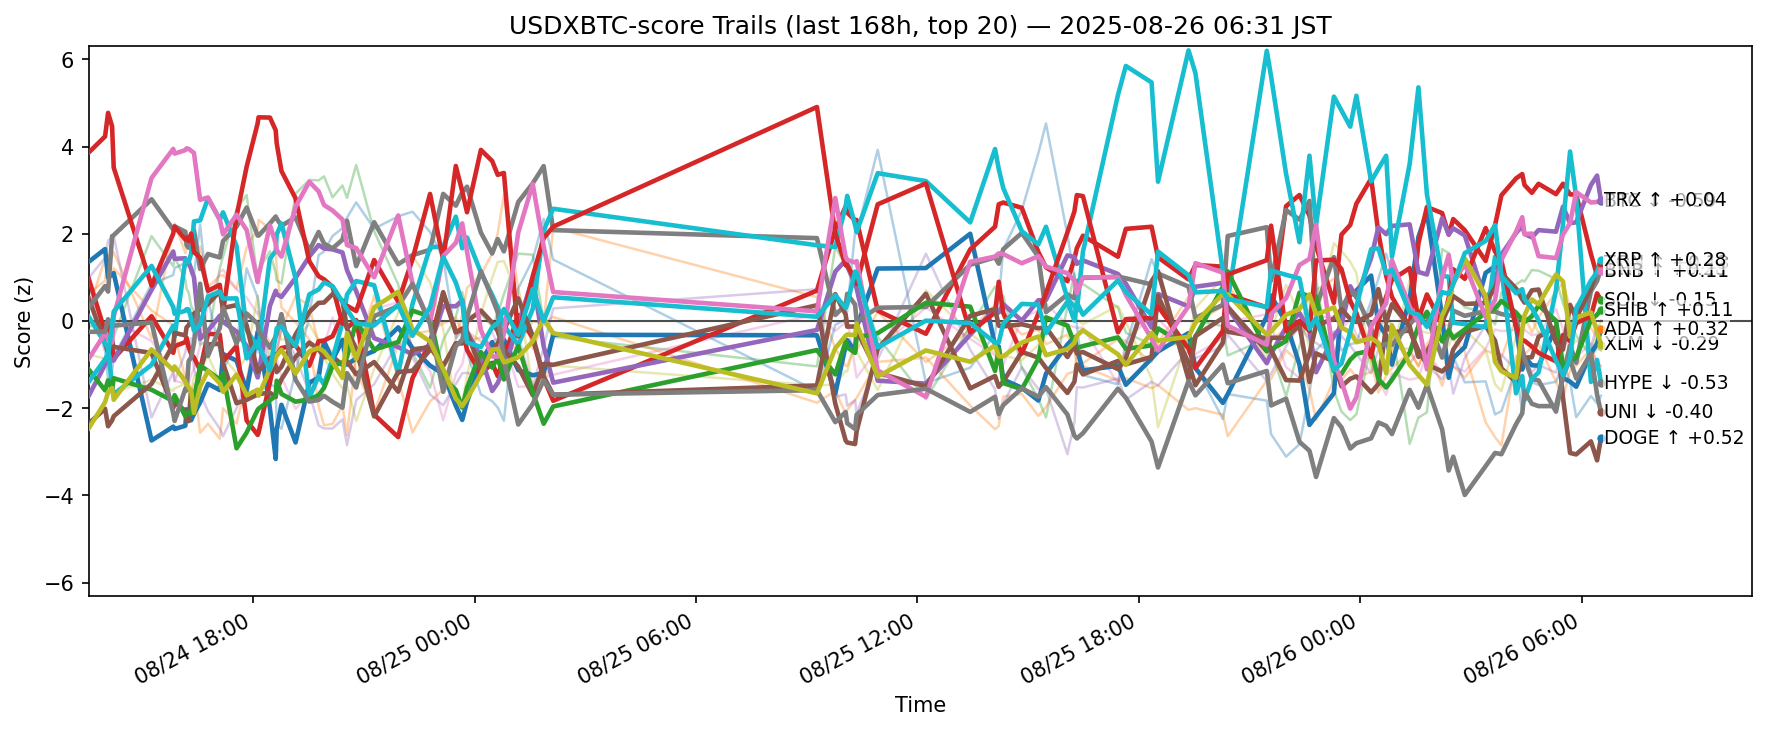 USDXBTC-score Trails (last 168h, top 20) — 2025-08-26 06:31 JST
Score (z)
6
4
2
0
−2
−4
−6
TRX ↑ +0.04
XRP ↑ +0.28
BNB ↑ +0.11
SOL ↓ -0.15
SHIB ↑ +0.11
ADA ↑ +0.32
XLM ↓ -0.29
HYPE ↓ -0.53
UNI ↓ -0.40
DOGE ↑ +0.52
08/24 18:00
08/25 00:00
08/25 06:00
08/25 12:00
08/25 18:00
08/26 00:00
08/26 06:00
Time